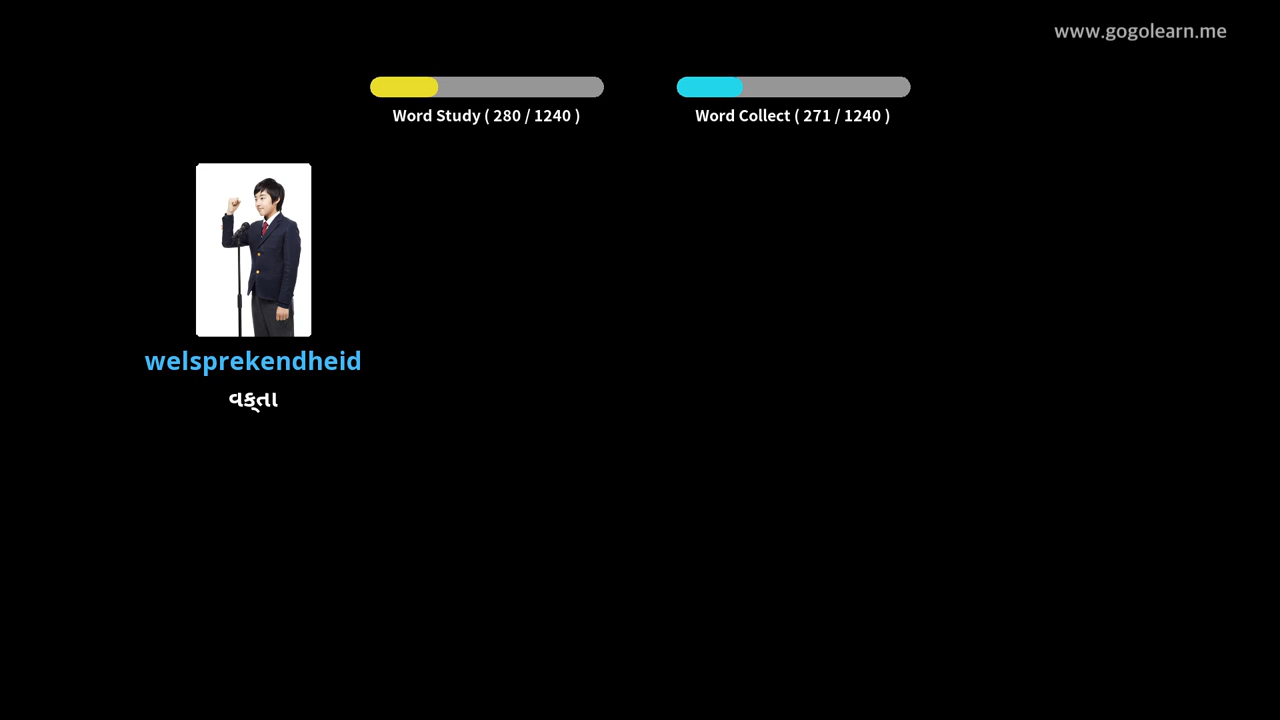 www.gogolearn.me
Word Study ( 280 / 1240 )
Word Collect ( 271 / 1240 )
welsprekendheid
વક્તા